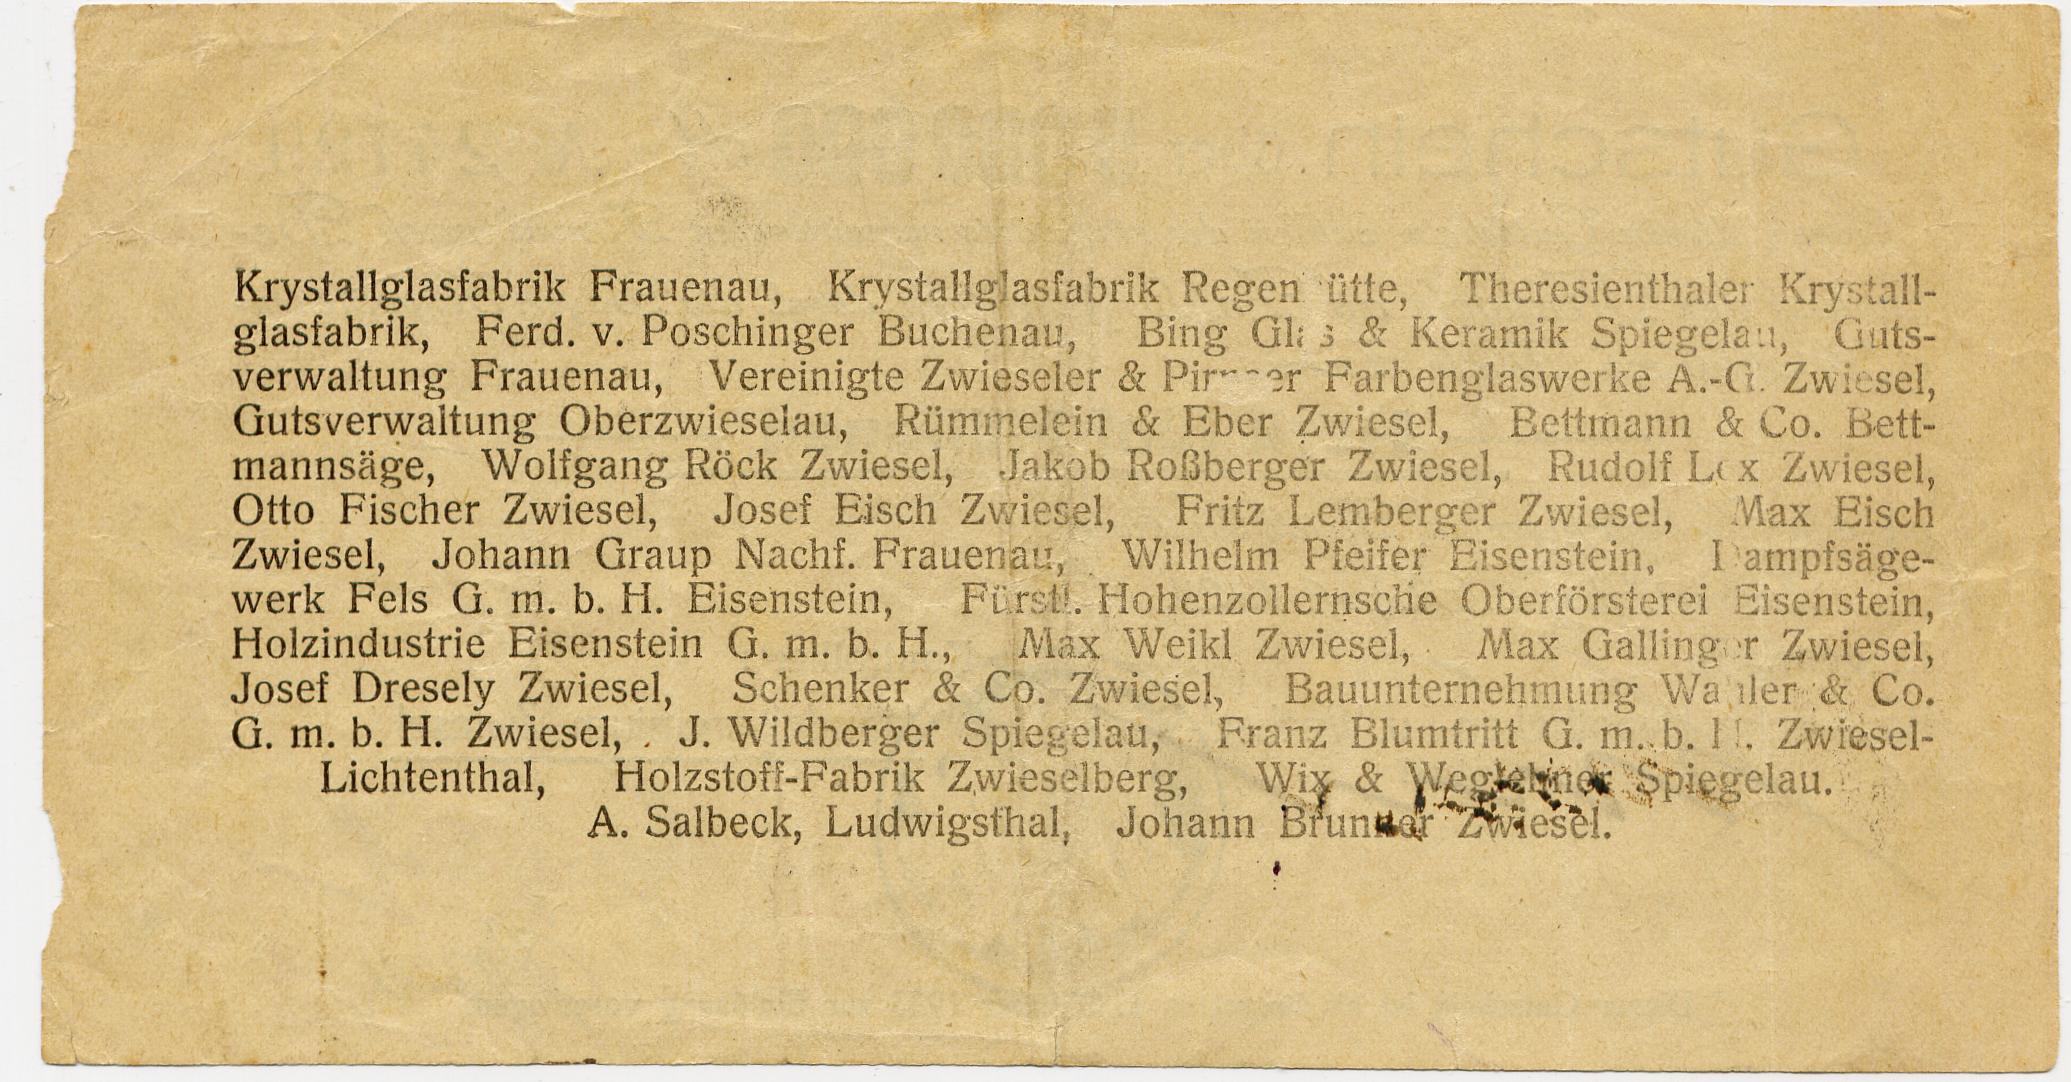 Krystallglasfabrik Frauenau, Krystallglasfabrik Regenhütte, Theresienthaler Krystall-
glasfabrik, Ferd. v. Poschinger Buchenau, Bing Glas & Keramik Spiegelau, Guts-
verwaltung Frauenau, Vereinigte Zwieseler & Pirnaer Farbenglaswerke A.-G. Zwiesel,
Gutsverwaltung Oberzwieselau, Rümmelein & Eber Zwiesel, Bettmann & Co. Bett-
mannsäge, Wolfgang Röck Zwiesel, Jakob Roßberger Zwiesel, Rudolf Zwiesel,
Otto Fischer Zwiesel, Josef Eisch Zwiesel, Fritz Lemberger Zwiesel, Max Eisch
Zwiesel, Johann Graup Nachf. Frauenau, Wilhelm Pfeifer Eisenstein, Dampfsäge-
werk Fels G. m. b. H. Eisenstein, Fürstl. Hohenzollernsche Oberförsterei Eisenstein,
Holzindustrie Eisenstein G. m. b. H., Max Weikl Zwiesel, Max Gallinger Zwiesel,
Josef Dresely Zwiesel, Schenker & Co. Zwiesel, Bauunternehmung & Co.
G. m. b. H. Zwiesel, J. Wildberger Spiegelau, Franz Blumtritt G. m. b. H. Zwiesel-
Lichtenthal, Holzstoff-Fabrik Zwieselberg, Wix & Weglehner Spiegelau.
A. Salbeck, Ludwigsthal, Johann Brunner Zwiesel.